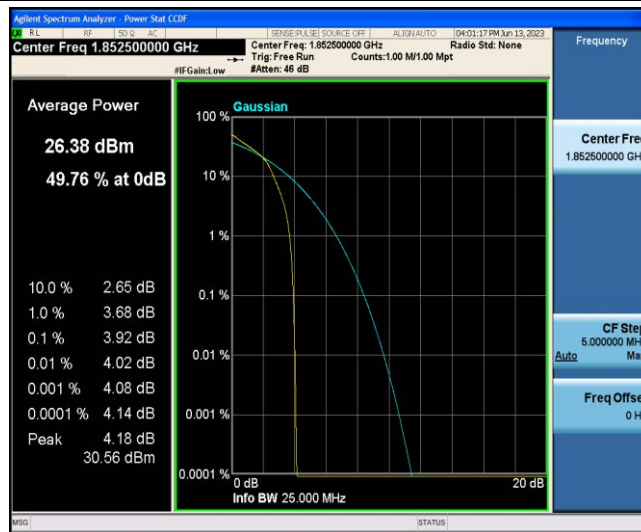 Agilent Spectrum Analyzer - Power Stat CCDF
RL RF 50 Ω AC SENSE:PULSE SOURCE OFF ALIGNAUTO 04:01:17 PM Jun 13, 2023
Center Freq 1.852500000 GHz
Center Freq: 1.852500000 GHz Radio Std: None
Trig: Free Run Counts:1.00 M/1.00 Mpt
#IFGain:Low #Atten: 46 dB
Frequency
Average Power
26.38 dBm
49.76 % at 0dB
10.0 % 2.65 dB
1.0 % 3.68 dB
0.1 % 3.92 dB
0.01 % 4.02 dB
0.001 % 4.08 dB
0.0001 % 4.14 dB
Peak 4.18 dB
30.56 dBm
Gaussian
100 %
10 %
1 %
0.1 %
0.01 %
0.001 %
0.0001 %
0 dB 20 dB
Info BW 25.000 MHz
Center Fre
1.852500000 GH
CF Ste
5.000000 MH
Auto Ma
Freq Offse
0 H
MSG STATUS